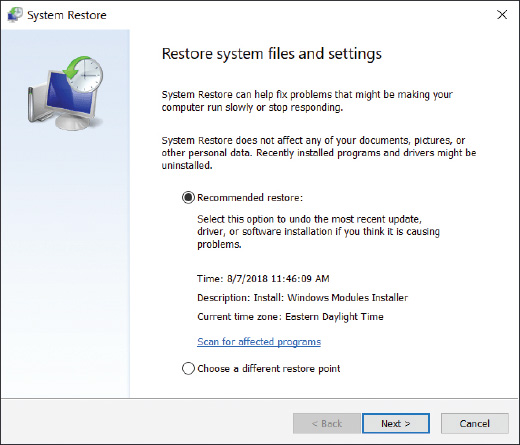 System Restore
Restore system files and settings
System Restore can help fix problems that might be making your
computer run slowly or stop responding.
System Restore does not affect any of your documents, pictures, or
other personal data. Recently installed programs and drivers might be
uninstalled.
Recommended restore:
Select this option to undo the most recent update,
driver, or software installation if you think it is causing
problems.
Time: 8/7/2018 11:46:09 AM
Description: Install: Windows Modules Installer
Current time zone: Eastern Daylight Time
Scan for affected programs
Choose a different restore point
< Back Next > Cancel